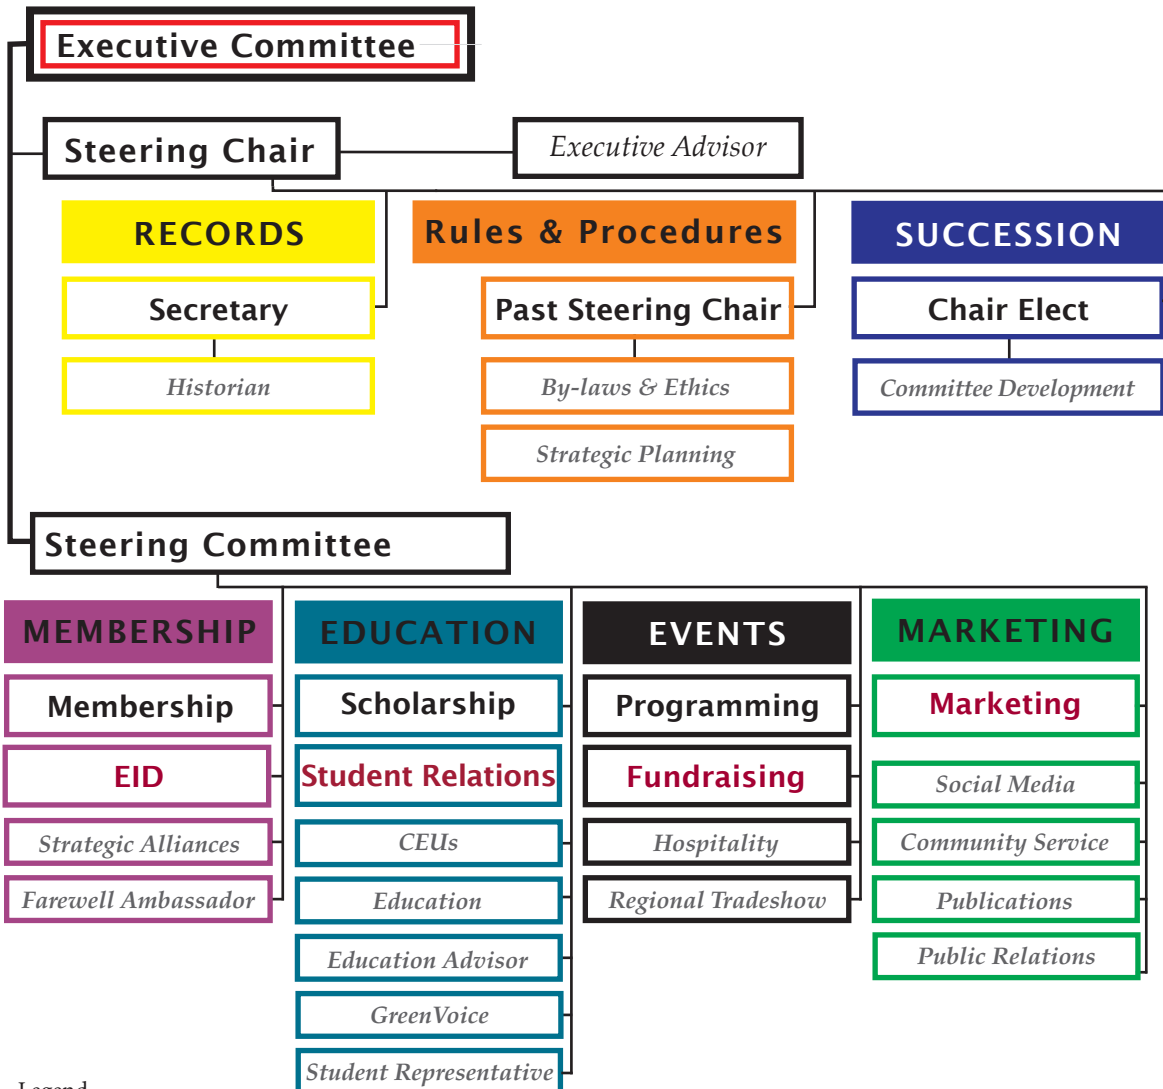 Executive Committee
Steering Chair
Executive Advisor
RECORDS
Rules & Procedures
SUCCESSION
Secretary
Past Steering Chair
Chair Elect
Historian
By-laws & Ethics
Committee Development
Strategic Planning
Steering Committee
MEMBERSHIP
EDUCATION
EVENTS
MARKETING
Membership
Scholarship
Programming
Marketing
EID
Student Relations
Fundraising
Social Media
Strategic Alliances
CEUs
Hospitality
Community Service
Farewell Ambassador
Education
Regional Tradeshow
Publications
Education Advisor
Public Relations
GreenVoice
Student Representative
Legend